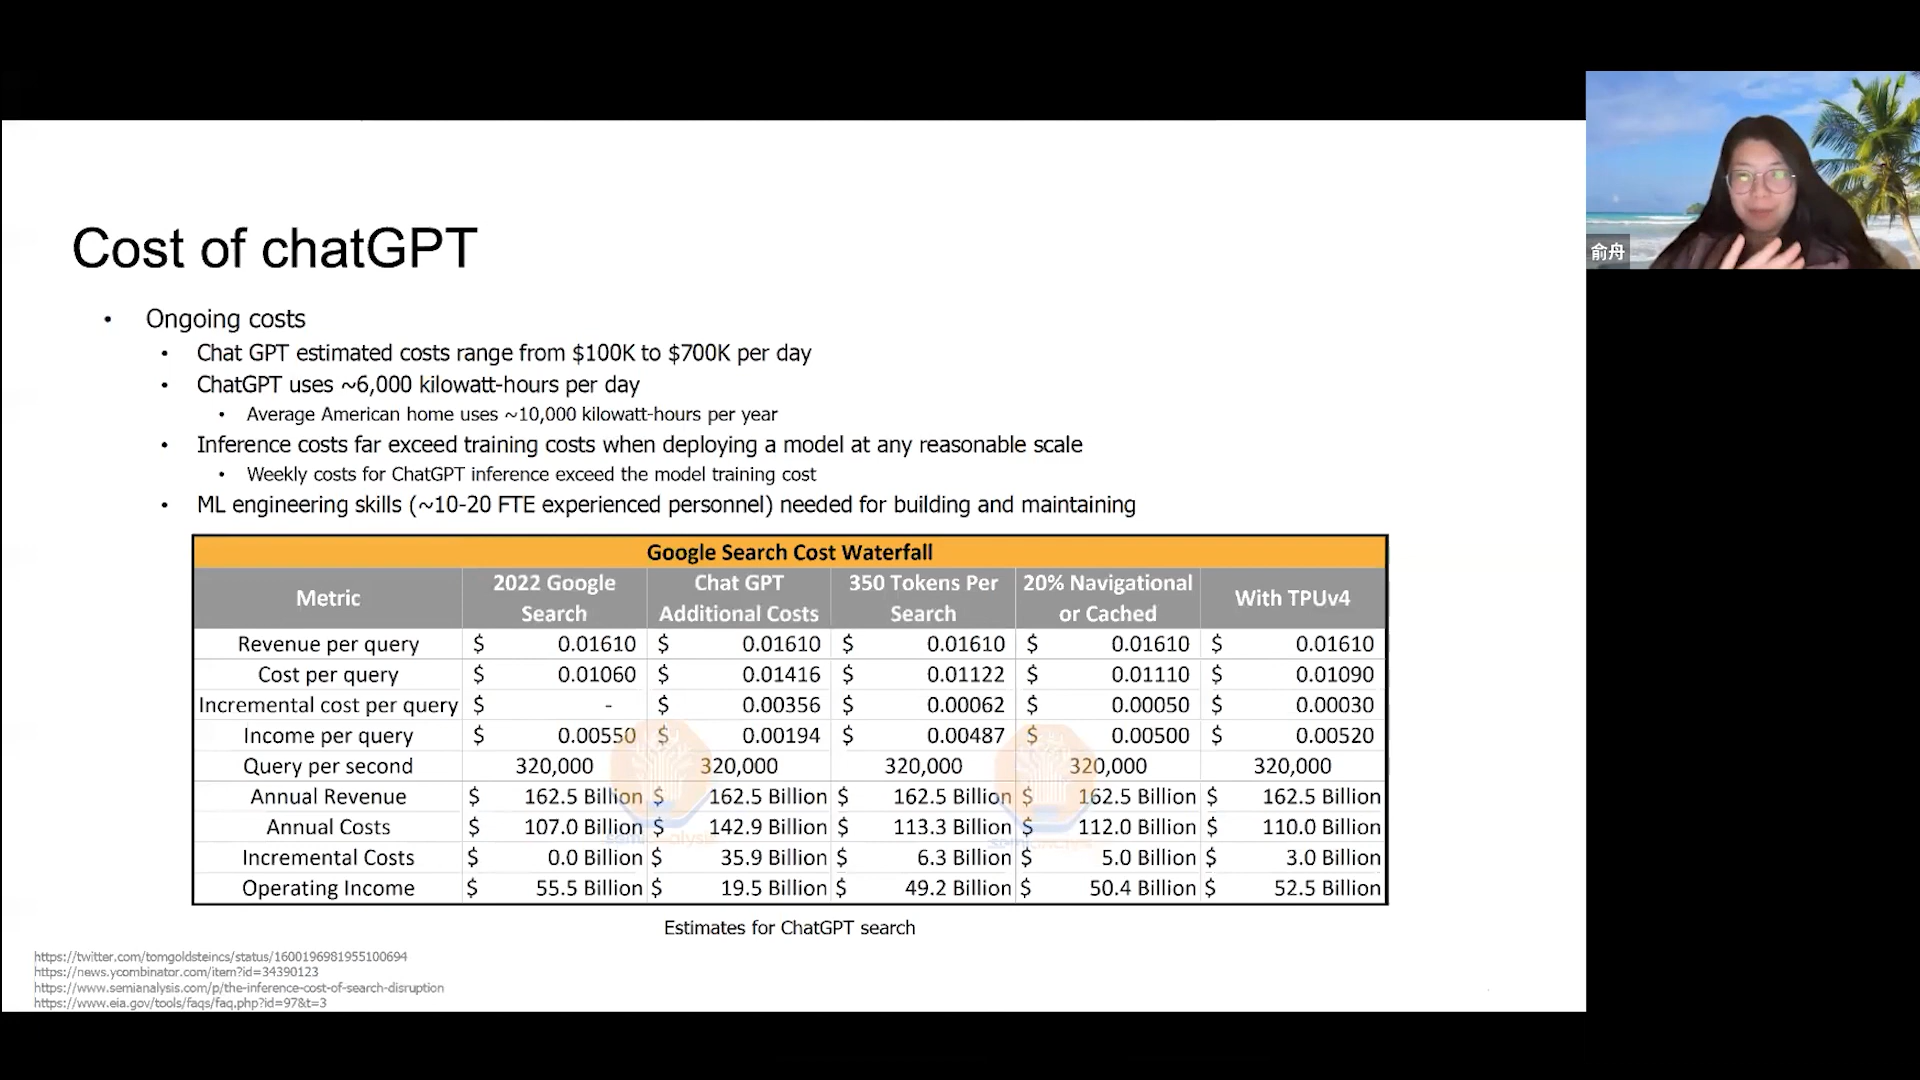 Cost of chatGPT
• Ongoing costs
• Chat GPT estimated costs range from $100K to $700K per day
• ChatGPT uses ~6,000 kilowatt-hours per day
• Average American home uses ~10,000 kilowatt-hours per year
• Inference costs far exceed training costs when deploying a model at any reasonable scale
• Weekly costs for ChatGPT inference exceed the model training cost
• ML engineering skills (~10-20 FTE experienced personnel) needed for building and maintaining
Google Search Cost Waterfall
Metric 2022 Google Search Chat GPT Additional Costs 350 Tokens Per Search 20% Navigational or Cached With TPUv4
Revenue per query $ 0.01610 $ 0.01610 $ 0.01610 $ 0.01610 $ 0.01610
Cost per query $ 0.01060 $ 0.01416 $ 0.01122 $ 0.01110 $ 0.01090
Incremental cost per query $ - $ 0.00356 $ 0.00062 $ 0.00050 $ 0.00030
Income per query $ 0.00550 $ 0.00194 $ 0.00487 $ 0.00500 $ 0.00520
Query per second 320,000 320,000 320,000 320,000 320,000
Annual Revenue $ 162.5 Billion $ 162.5 Billion $ 162.5 Billion $ 162.5 Billion $ 162.5 Billion
Annual Costs $ 107.0 Billion $ 142.9 Billion $ 113.3 Billion $ 112.0 Billion $ 110.0 Billion
Incremental Costs $ 0.0 Billion $ 35.9 Billion $ 6.3 Billion $ 5.0 Billion $ 3.0 Billion
Operating Income $ 55.5 Billion $ 19.5 Billion $ 49.2 Billion $ 50.4 Billion $ 52.5 Billion
Estimates for ChatGPT search
https://twitter.com/tomgoldsteincs/status/1600196981955100694
https://news.ycombinator.com/item?id=34390123
https://www.semianalysis.com/p/the-inference-cost-of-search-disruption
https://www.eia.gov/tools/faqs/faq.php?id=97&t=3
俞舟